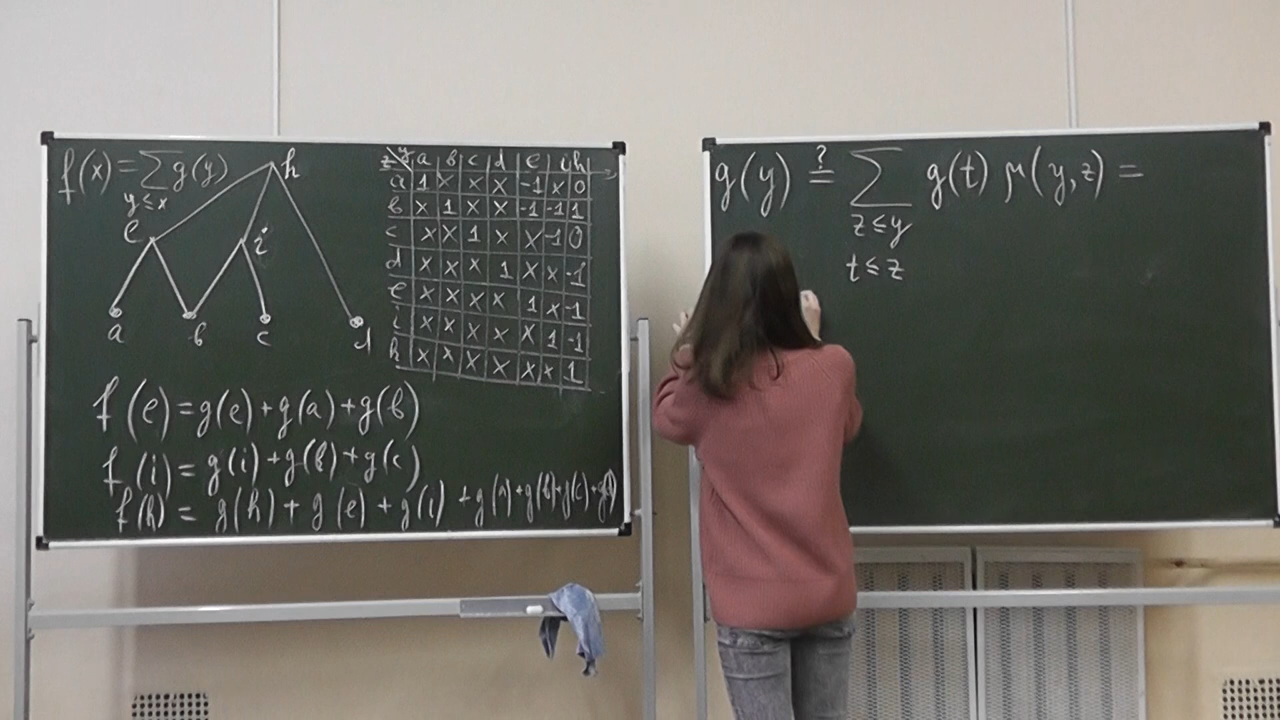 f(x) = ∑ g(y)
y ≤ x
h
e
i
a
b
c
d
z\y a b c d e i h
a 1 x x x -1 x 0
b x 1 x x -1 -1 1
c x x 1 x x -1 0
d x x x 1 x x -1
e x x x x 1 x -1
i x x x x x 1 -1
h x x x x x x 1
f(e) = g(e) + g(a) + g(b)
f(i) = g(i) + g(b) + g(c)
f(h) = g(h) + g(e) + g(i) + g(a) + g(b) + g(c) + g(d)
g(y) ≟ ∑ g(t) μ(y,z) =
z ≤ y
t ≤ z